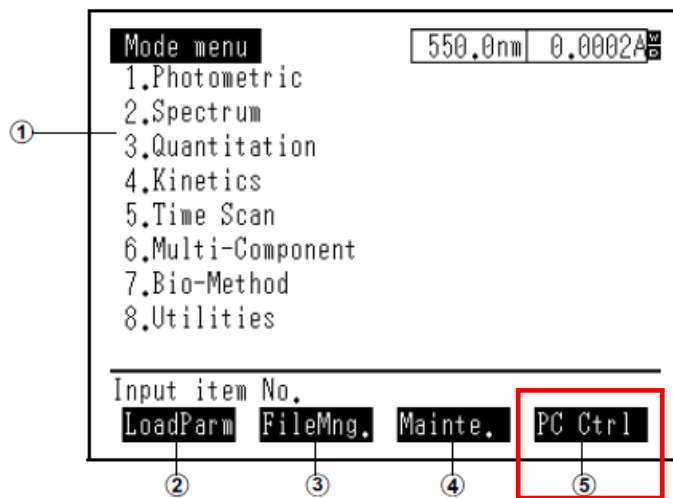 Mode menu 550.0nm 0.0002A W D
1.Photometric
2.Spectrum
① 3.Quantitation
4.Kinetics
5.Time Scan
6.Multi-Component
7.Bio-Method
8.Utilities
Input item No.
LoadParm FileMng. Mainte. PC Ctrl
② ③ ④ ⑤